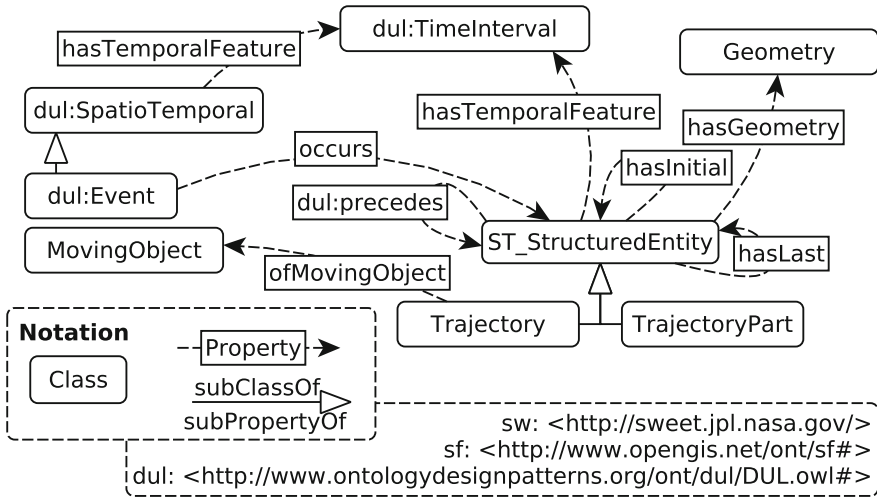 dul:TimeInterval
hasTemporalFeature
Geometry
dul:SpatioTemporal
hasTemporalFeature
hasGeometry
occurs
hasInitial
dul:Event
dul:precedes
MovingObject
ST_StructuredEntity
hasLast
ofMovingObject
Trajectory
TrajectoryPart
Notation
Property
Class
subClassOf
subPropertyOf
sw: <http://sweet.jpl.nasa.gov/>
sf: <http://www.opengis.net/ont/sf#>
dul: <http://www.ontologydesignpatterns.org/ont/dul/DUL.owl#>